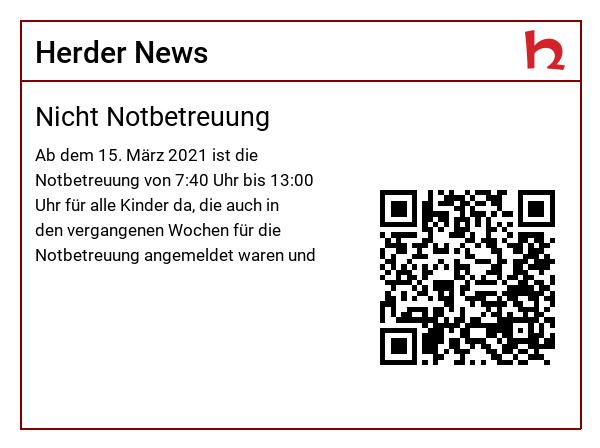 Herder News
Nicht Notbetreuung
Ab dem 15. März 2021 ist die
Notbetreuung von 7:40 Uhr bis 13:00
Uhr für alle Kinder da, die auch in
den vergangenen Wochen für die
Notbetreuung angemeldet waren und